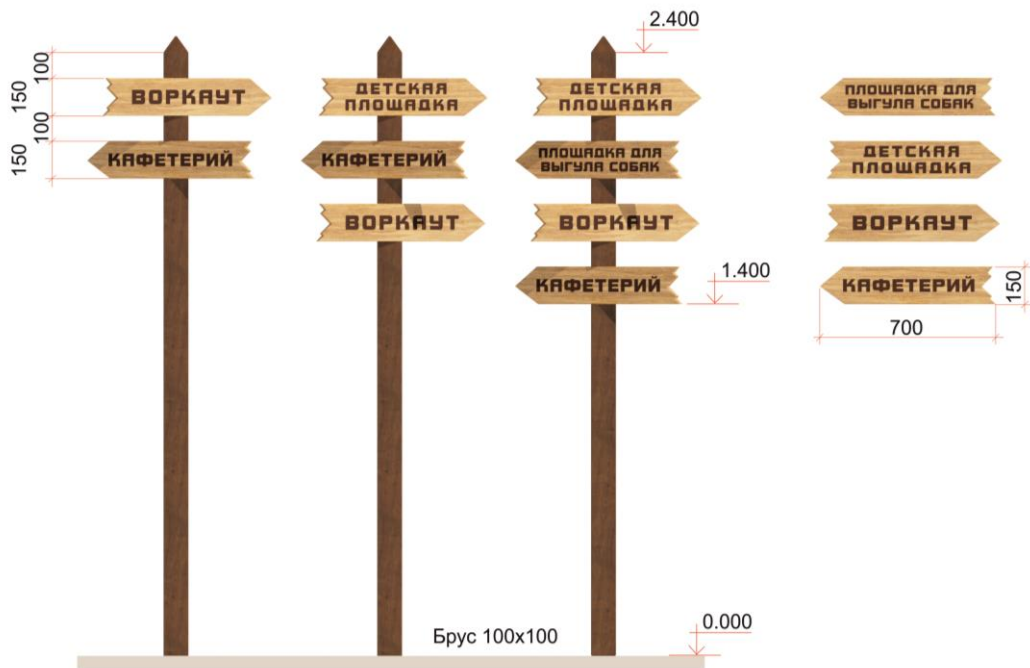 2.400
100
150
100
150
ВОРКАУТ
КАФЕТЕРИЙ
ДЕТСКАЯ
ПЛОЩАДКА
КАФЕТЕРИЙ
ВОРКАУТ
ДЕТСКАЯ
ПЛОЩАДКА
ПЛОЩАДКА ДЛЯ
ВЫГУЛА СОБАК
ВОРКАУТ
КАФЕТЕРИЙ
1.400
ПЛОЩАДКА ДЛЯ
ВЫГУЛА СОБАК
ДЕТСКАЯ
ПЛОЩАДКА
ВОРКАУТ
КАФЕТЕРИЙ
150
700
Брус 100х100
0.000